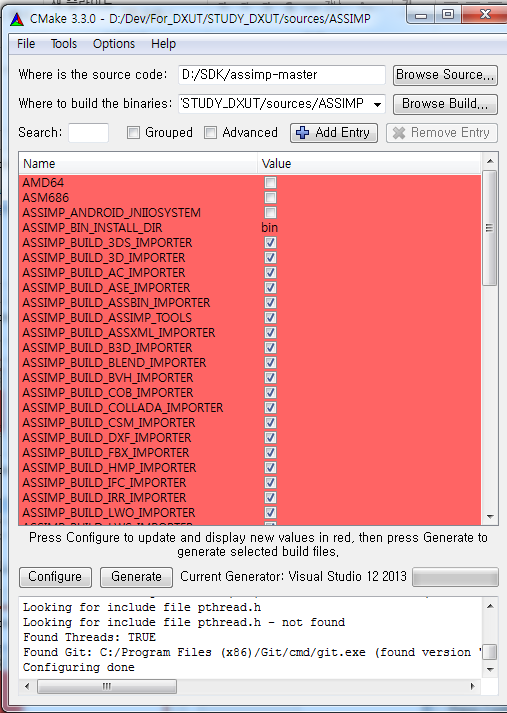 CMake 3.3.0 - D:/Dev/For_DXUT/STUDY_DXUT/sources/ASSIMP
File Tools Options Help
Where is the source code: D:/SDK/assimp-master Browse Source...
Where to build the binaries: 'STUDY_DXUT/sources/ASSIMP Browse Build...
Search: Grouped Advanced Add Entry Remove Entry
Name Value
AMD64
ASM686
ASSIMP_ANDROID_JNIIOSYSTEM
ASSIMP_BIN_INSTALL_DIR bin
ASSIMP_BUILD_3DS_IMPORTER
ASSIMP_BUILD_3D_IMPORTER
ASSIMP_BUILD_AC_IMPORTER
ASSIMP_BUILD_ASE_IMPORTER
ASSIMP_BUILD_ASSBIN_IMPORTER
ASSIMP_BUILD_ASSIMP_TOOLS
ASSIMP_BUILD_ASSXML_IMPORTER
ASSIMP_BUILD_B3D_IMPORTER
ASSIMP_BUILD_BLEND_IMPORTER
ASSIMP_BUILD_BVH_IMPORTER
ASSIMP_BUILD_COB_IMPORTER
ASSIMP_BUILD_COLLADA_IMPORTER
ASSIMP_BUILD_CSM_IMPORTER
ASSIMP_BUILD_DXF_IMPORTER
ASSIMP_BUILD_FBX_IMPORTER
ASSIMP_BUILD_HMP_IMPORTER
ASSIMP_BUILD_IFC_IMPORTER
ASSIMP_BUILD_IRR_IMPORTER
ASSIMP_BUILD_LWO_IMPORTER
Press Configure to update and display new values in red, then press Generate to
generate selected build files.
Configure Generate Current Generator: Visual Studio 12 2013
Looking for include file pthread.h
Looking for include file pthread.h - not found
Found Threads: TRUE
Found Git: C:/Program Files (x86)/Git/cmd/git.exe (found version
Configuring done